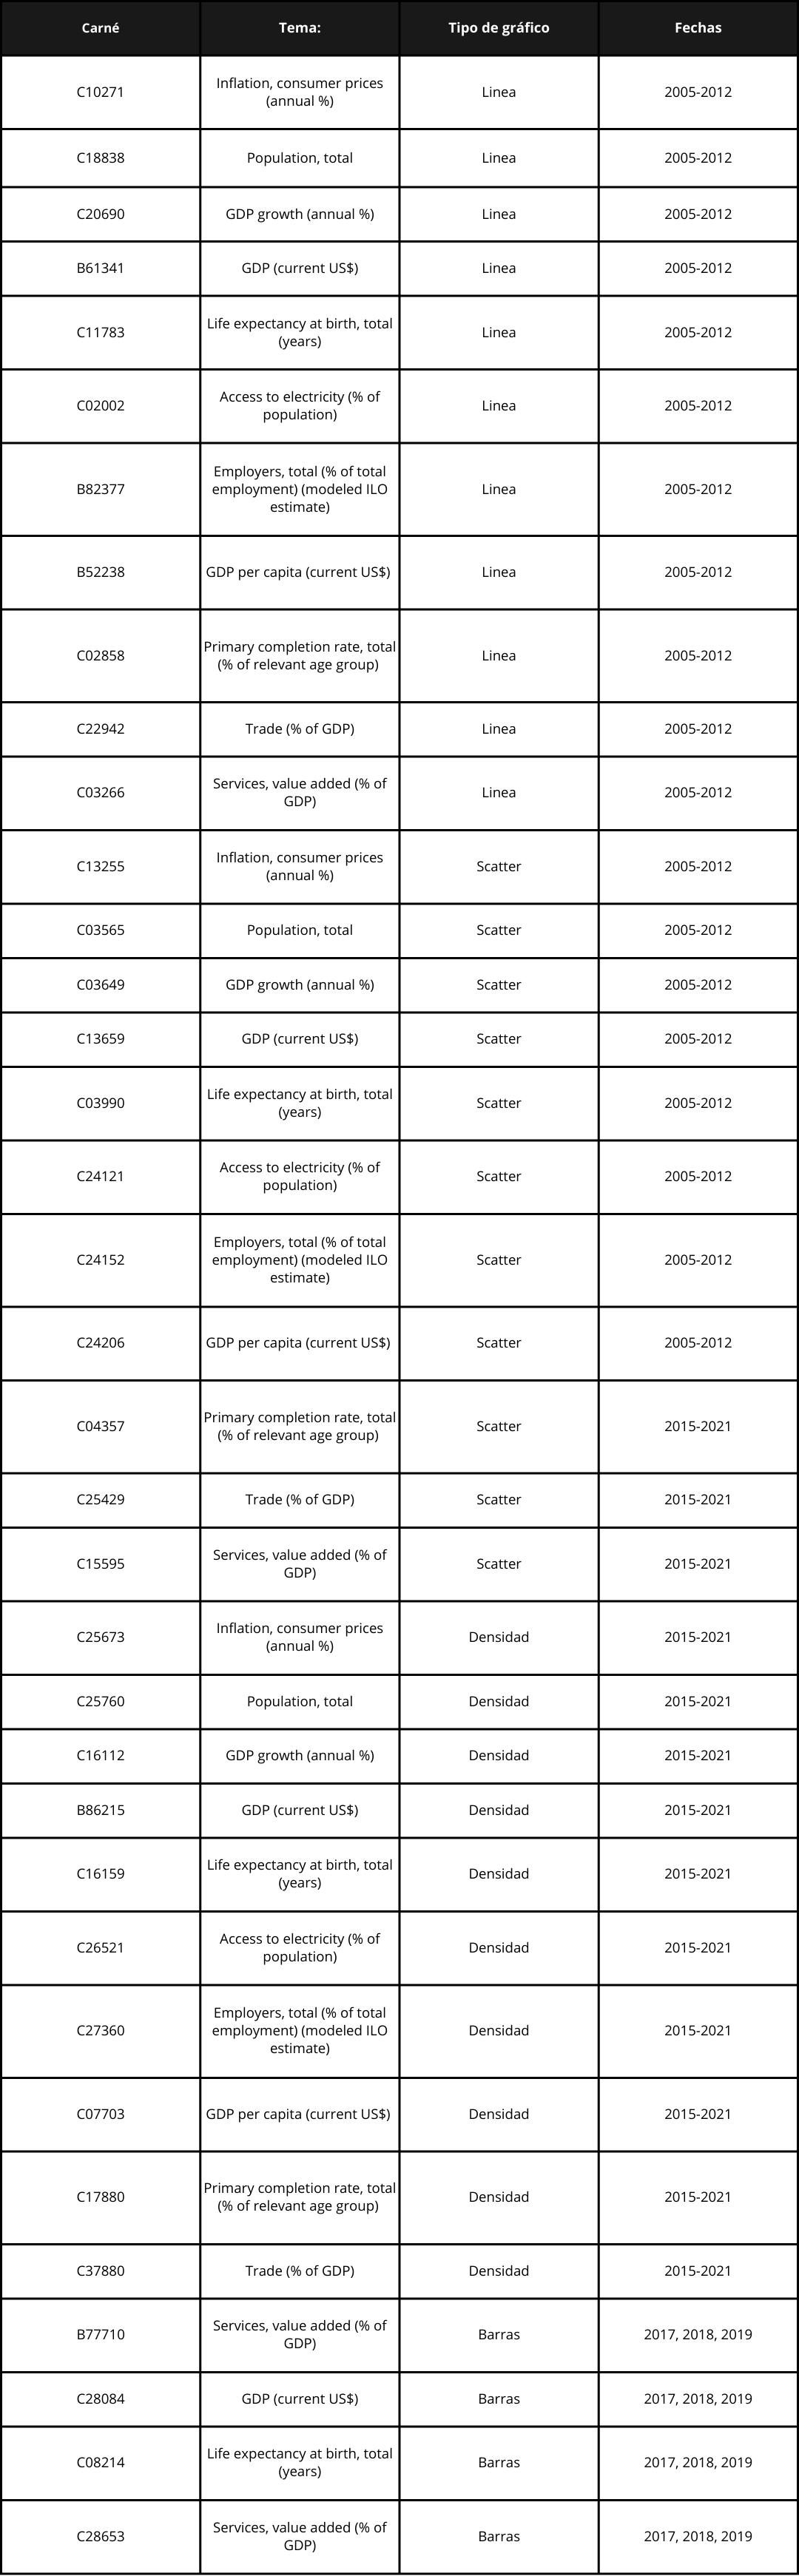 Carné Tema: Tipo de gráfico Fechas
C10271 Inflation, consumer prices
(annual %) Linea 2005-2012
C18838 Population, total Linea 2005-2012
C20690 GDP growth (annual %) Linea 2005-2012
B61341 GDP (current US$) Linea 2005-2012
C11783 Life expectancy at birth, total
(years) Linea 2005-2012
C02002 Access to electricity (% of
population) Linea 2005-2012
B82377 Employers, total (% of total
employment) (modeled ILO
estimate) Linea 2005-2012
B52238 GDP per capita (current US$) Linea 2005-2012
C02858 Primary completion rate, total
(% of relevant age group) Linea 2005-2012
C22942 Trade (% of GDP) Linea 2005-2012
C03266 Services, value added (% of
GDP) Linea 2005-2012
C13255 Inflation, consumer prices
(annual %) Scatter 2005-2012
C03565 Population, total Scatter 2005-2012
C03649 GDP growth (annual %) Scatter 2005-2012
C13659 GDP (current US$) Scatter 2005-2012
C03990 Life expectancy at birth, total
(years) Scatter 2005-2012
C24121 Access to electricity (% of
population) Scatter 2005-2012
C24152 Employers, total (% of total
employment) (modeled ILO
estimate) Scatter 2005-2012
C24206 GDP per capita (current US$) Scatter 2005-2012
C04357 Primary completion rate, total
(% of relevant age group) Scatter 2015-2021
C25429 Trade (% of GDP) Scatter 2015-2021
C15595 Services, value added (% of
GDP) Scatter 2015-2021
C25673 Inflation, consumer prices
(annual %) Densidad 2015-2021
C25760 Population, total Densidad 2015-2021
C16112 GDP growth (annual %) Densidad 2015-2021
B86215 GDP (current US$) Densidad 2015-2021
C16159 Life expectancy at birth, total
(years) Densidad 2015-2021
C26521 Access to electricity (% of
population) Densidad 2015-2021
C27360 Employers, total (% of total
employment) (modeled ILO
estimate) Densidad 2015-2021
C07703 GDP per capita (current US$) Densidad 2015-2021
C17880 Primary completion rate, total
(% of relevant age group) Densidad 2015-2021
C37880 Trade (% of GDP) Densidad 2015-2021
B77710 Services, value added (% of
GDP) Barras 2017, 2018, 2019
C28084 GDP (current US$) Barras 2017, 2018, 2019
C08214 Life expectancy at birth, total
(years) Barras 2017, 2018, 2019
C28653 Services, value added (% of
GDP) Barras 2017, 2018, 2019